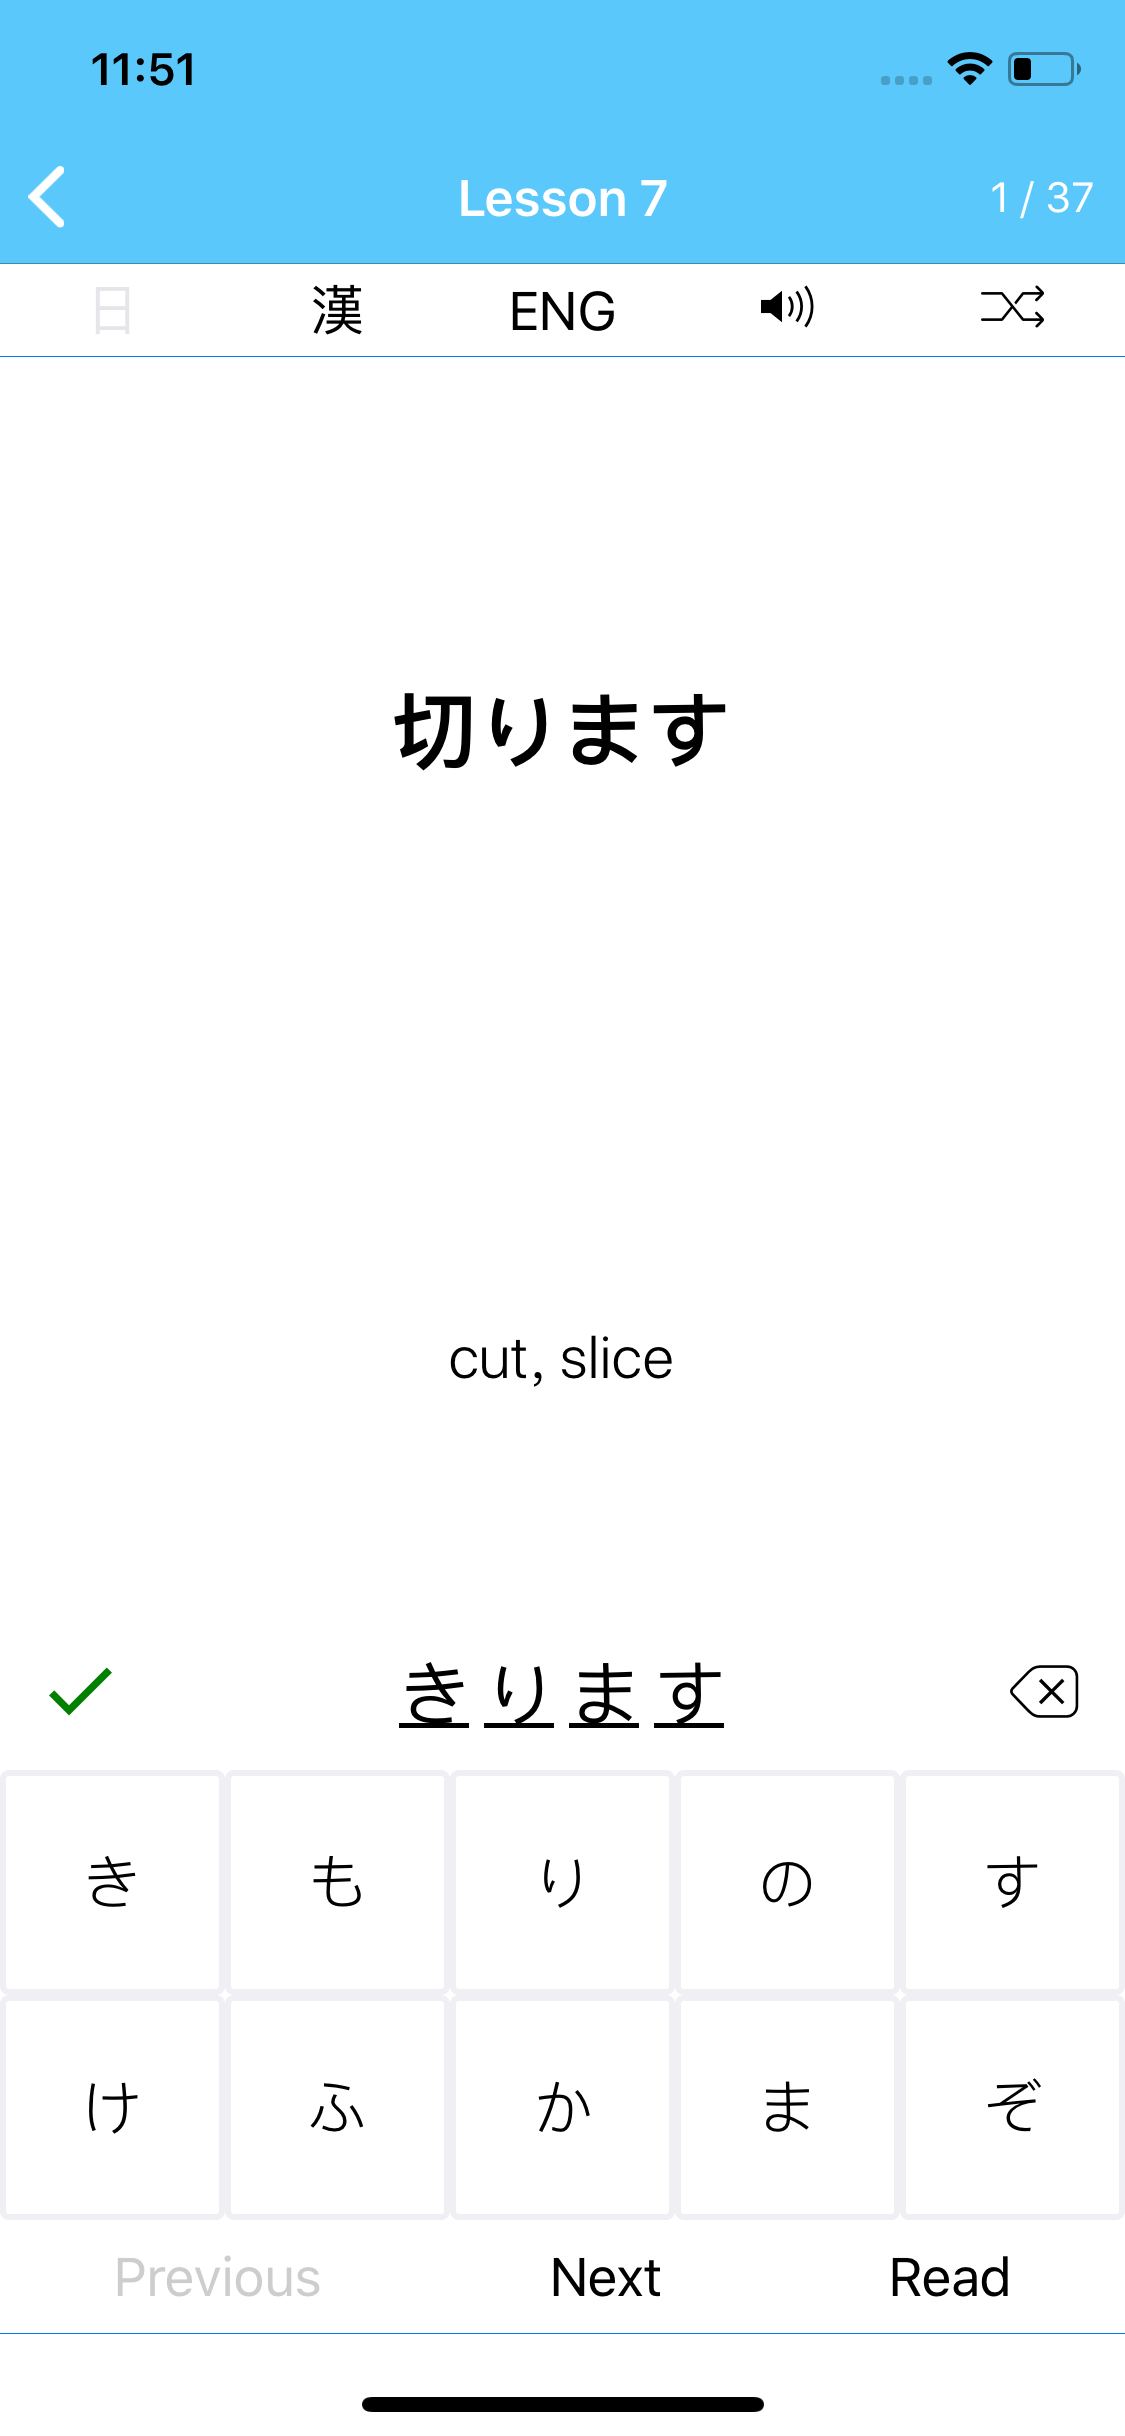 11:51
Lesson 7
1 / 37
日 漢 ENG
切ります
cut, slice
きります
き も り の す
け ふ か ま ぞ
Previous Next Read